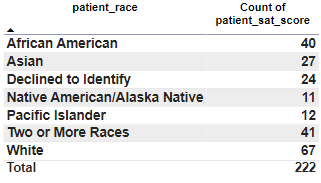 patient_race Count of
patient_sat_score
African American 40
Asian 27
Declined to Identify 24
Native American/Alaska Native 11
Pacific Islander 12
Two or More Races 41
White 67
Total 222